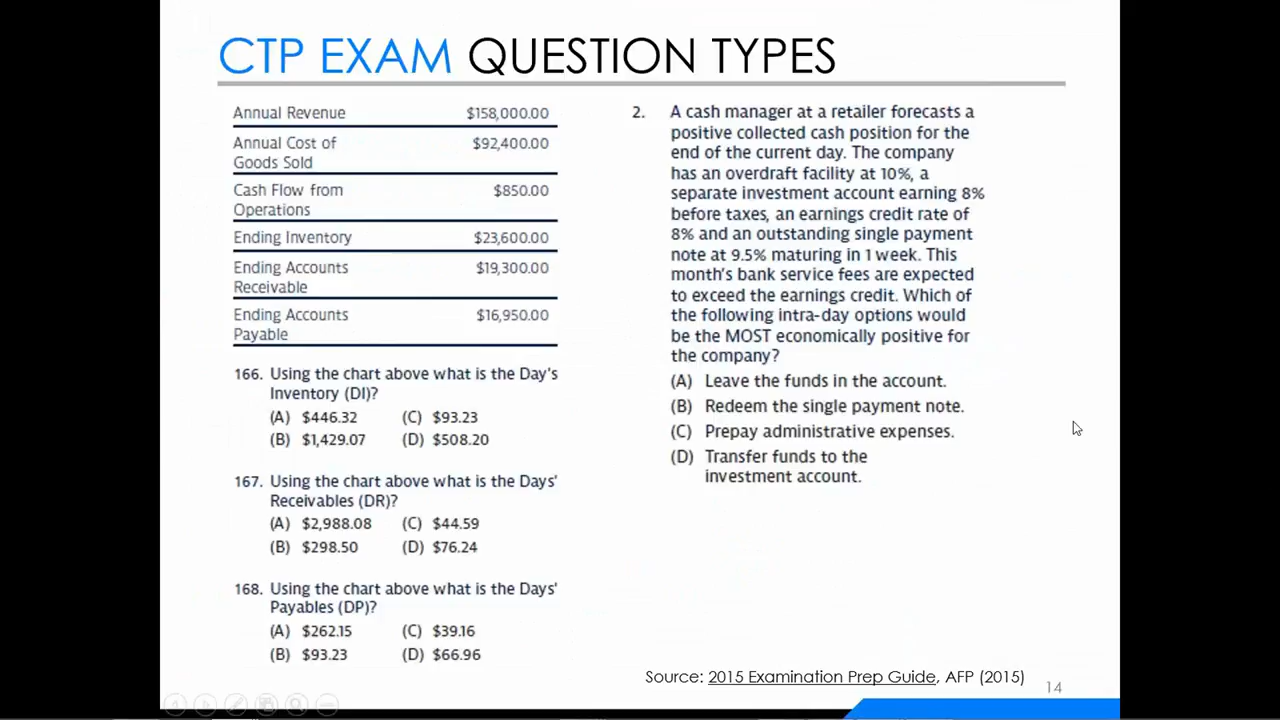 CTP EXAM QUESTION TYPES
Annual Revenue $158,000.00
Annual Cost of $92,400.00
Goods Sold
Cash Flow from $850.00
Operations
Ending Inventory $23,600.00
Ending Accounts $19,300.00
Receivable
Ending Accounts $16,950.00
Payable
166. Using the chart above what is the Day's
Inventory (DI)?
(A) $446.32 (C) $93.23
(B) $1,429.07 (D) $508.20
167. Using the chart above what is the Days'
Receivables (DR)?
(A) $2,988.08 (C) $44.59
(B) $298.50 (D) $76.24
168. Using the chart above what is the Days'
Payables (DP)?
(A) $262.15 (C) $39.16
(B) $93.23 (D) $66.96
2. A cash manager at a retailer forecasts a
positive collected cash position for the
end of the current day. The company
has an overdraft facility at 10%, a
separate investment account earning 8%
before taxes, an earnings credit rate of
8% and an outstanding single payment
note at 9.5% maturing in 1 week. This
month's bank service fees are expected
to exceed the earnings credit. Which of
the following intra-day options would
be the MOST economically positive for
the company?
(A) Leave the funds in the account.
(B) Redeem the single payment note.
(C) Prepay administrative expenses.
(D) Transfer funds to the
investment account.
Source: 2015 Examination Prep Guide, AFP (2015)
14